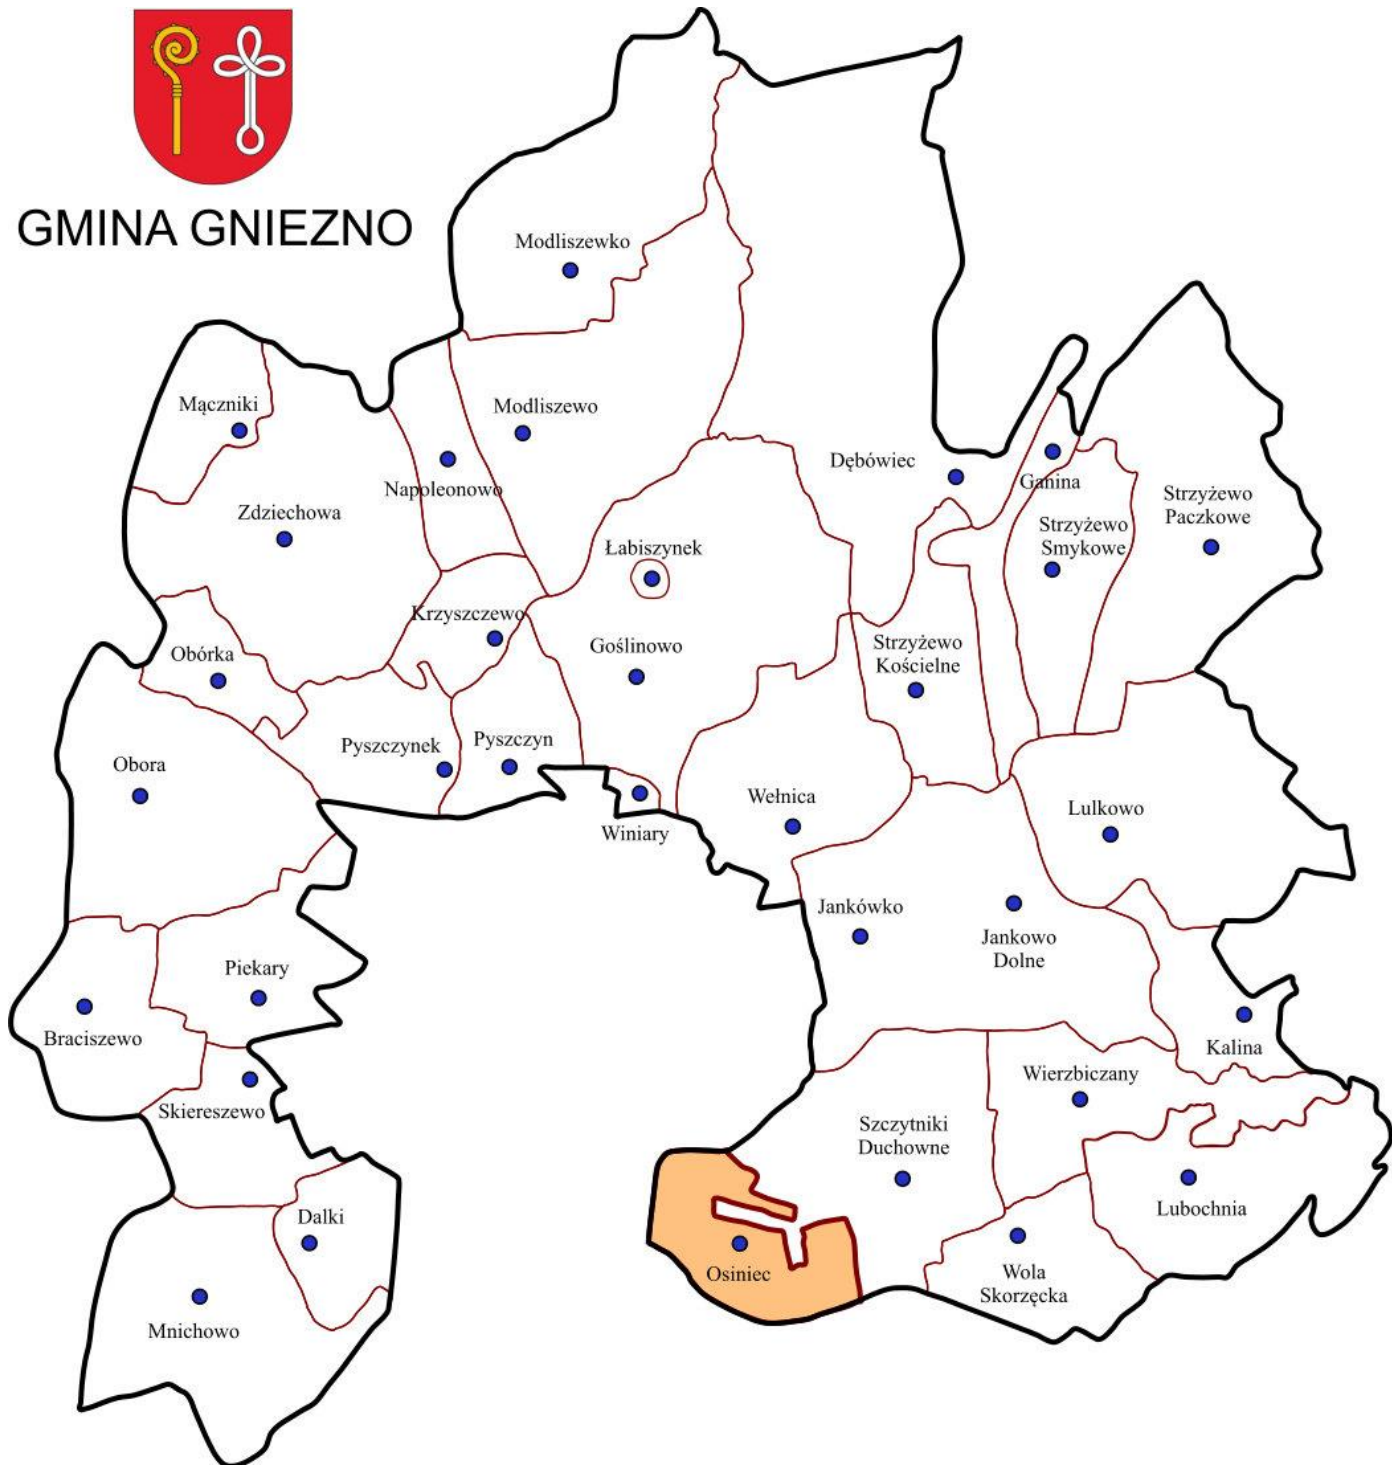 GMINA GNIEZNO
Modliszewko
Mączniki
Modliszewo
Napoleonowo
Zdziechowa
Dębówiec
Ganina
Strzyżewo
Paczkowe
Strzyżewo
Smykowe
Łabiszynek
Krzyszczewo
Goślinowo
Strzyżewo
Kościelne
Obórka
Pyszczynek
Pyszczyn
Obora
Winiary
Wełnica
Lulkowo
Jankówko
Jankowo
Dolne
Piekary
Braciszewo
Kalina
Skiereszewo
Wierzbiczany
Szczytniki
Duchowne
Lubochnia
Dalki
Osiniec
Wola
Skorzęcka
Mnichowo